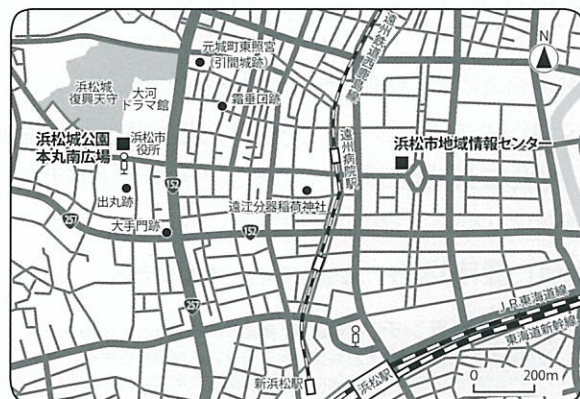 元城町東照宮
(引間城跡)
遠州鉄道西鹿島線
N
浜松城
復興天守
大河
ドラマ館
霜垂口跡
浜松城公園
本丸南広場
浜松市
役所
遠州病院駅
浜松市地域情報センター
152
出丸跡
遠江分器稲荷神社
257
大手門跡
152
257
JR東海道線
東海道新幹線
新浜松駅
浜松駅
0 200m